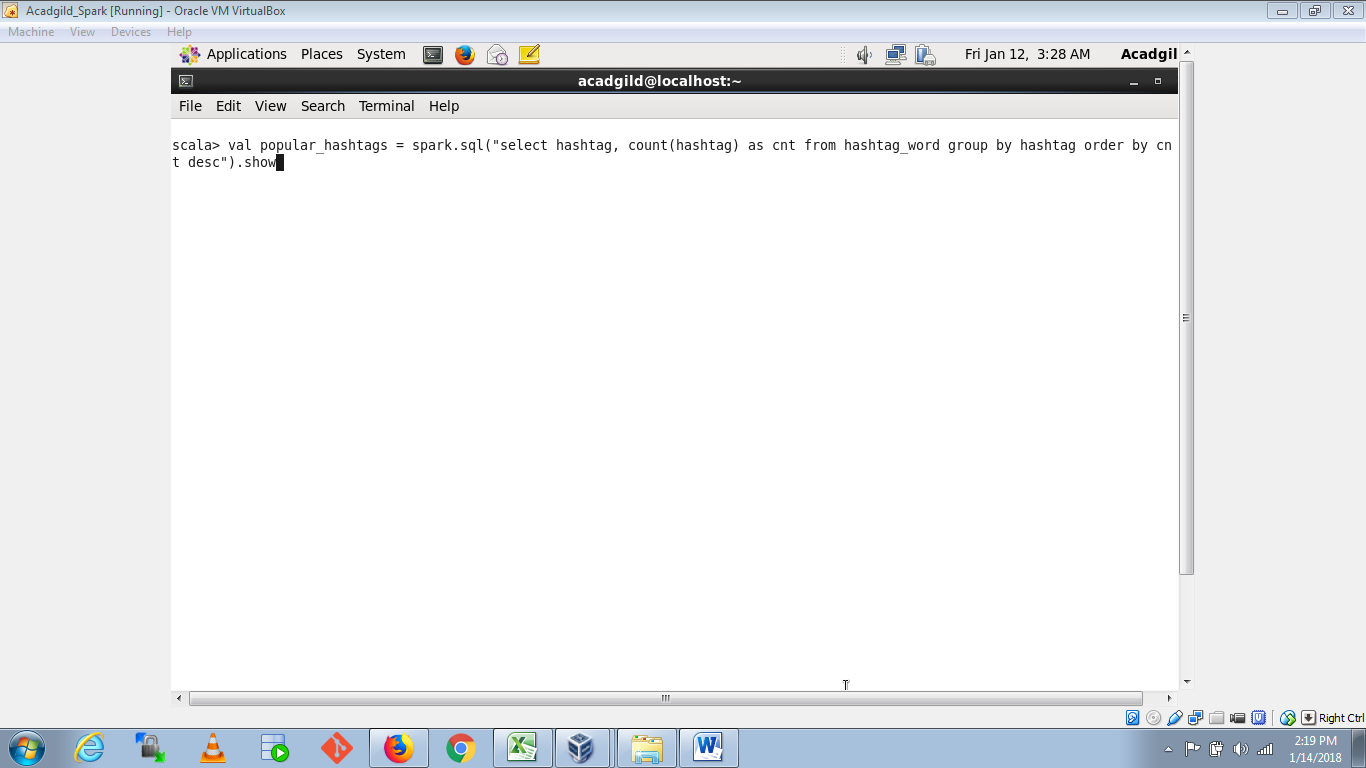 Acadgild_Spark [Running] - Oracle VM VirtualBox
Machine View Devices Help
Applications Places System Fri Jan 12, 3:28 AM Acadgil
acadgild@localhost:~
File Edit View Search Terminal Help
scala> val popular_hashtags = spark.sql("select hashtag, count(hashtag) as cnt from hashtag_word group by hashtag order by cn
t desc").show
Right Ctrl
2:19 PM
1/14/2018